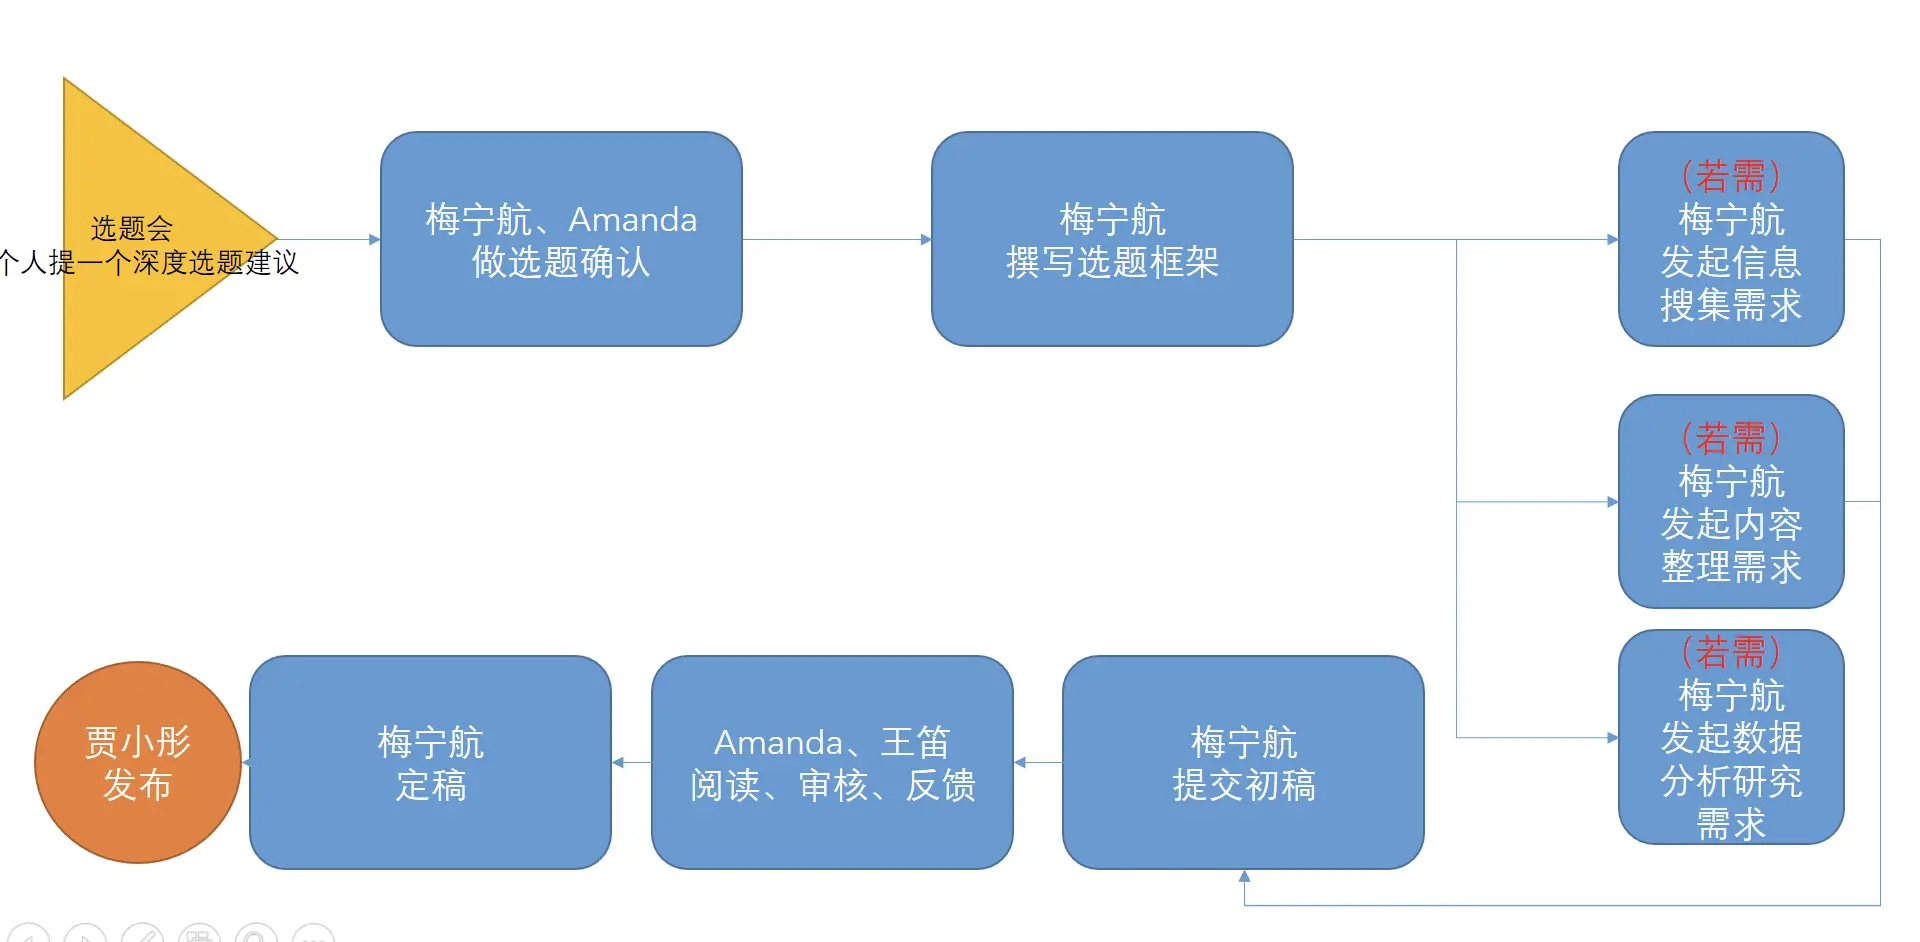 选题会
个人提一个深度选题建议
梅宁航、Amanda
做选题确认
梅宁航
撰写选题框架
（若需）
梅宁航
发起信息
搜集需求
（若需）
梅宁航
发起内容
整理需求
（若需）
梅宁航
发起数据
分析研究
需求
梅宁航
提交初稿
Amanda、王笛
阅读、审核、反馈
梅宁航
定稿
贾小彤
发布